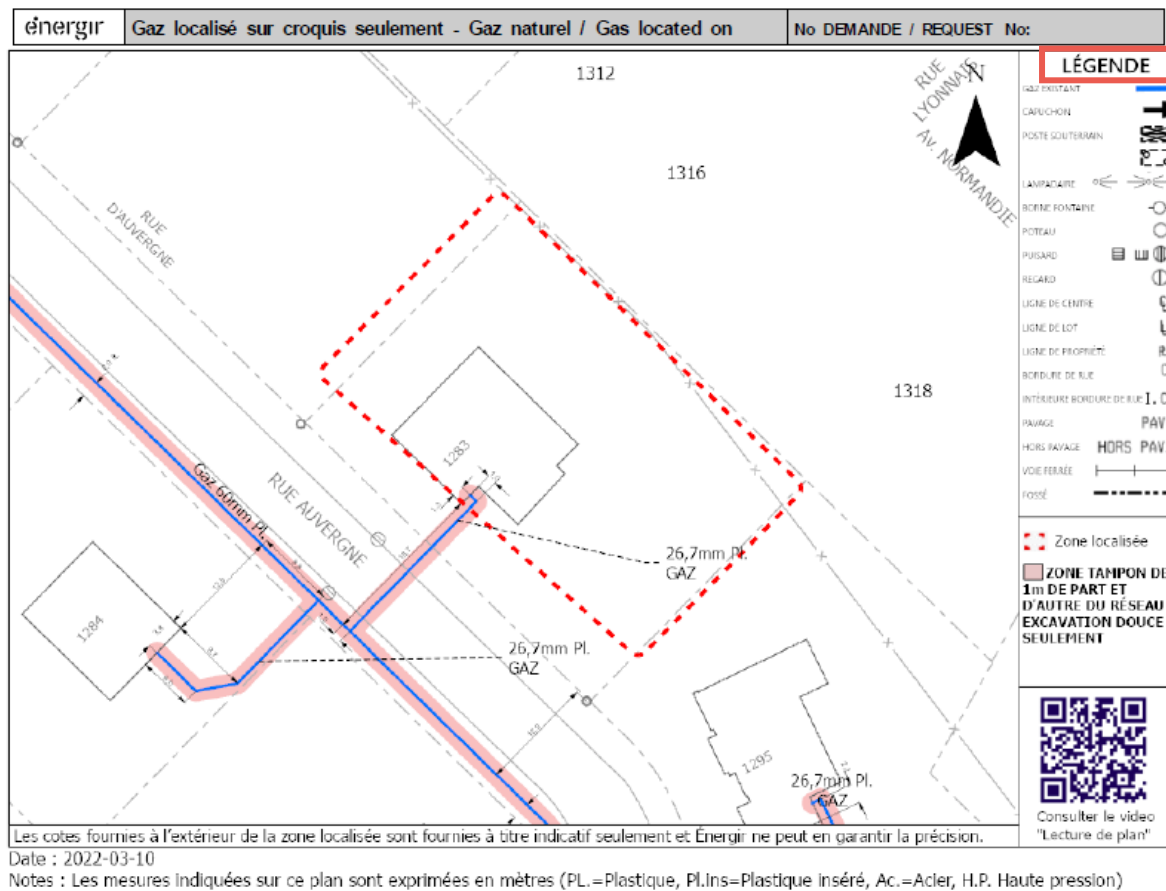 énergir
Gaz localisé sur croquis seulement - Gaz naturel / Gas located on
No DEMANDE / REQUEST No:
1312
RUE
LYONNAIS
N
Av. NORMANDIE
1316
RUE
D'AUVERGNE
1318
1283
Gaz 60mm Pl.
RUE AUVERGNE
26,7mm Pl.
GAZ
1284
26,7mm Pl.
GAZ
1295
26,7mm Pl.
GAZ
LÉGENDE
GAZ EXISTANT
CAPUCHON
POSTE SOUTERRAIN
LAMPADAIRE
BORNE FONTAINE
POTEAU
PUISARD
REGARD
LIGNE DE CENTRE
LIGNE DE LOT
LIGNE DE PROPRIÉTÉ
BORDURE DE RUE
INTÉRIEURE BORDURE DE RUE
PAVAGE PAV
HORS PAVAGE HORS PAV
VOIE FERRÉE
FOSSÉ
Zone localisée
ZONE TAMPON DE
1m DE PART ET
D'AUTRE DU RÉSEAU
EXCAVATION DOUCE
SEULEMENT
Consulter le video
"Lecture de plan"
Les cotes fournies à l'extérieur de la zone localisée sont fournies à titre indicatif seulement et Énergir ne peut en garantir la précision.
Date : 2022-03-10
Notes : Les mesures indiquées sur ce plan sont exprimées en mètres (PL.=Plastique, Pl.ins=Plastique inséré, Ac.=Acier, H.P. Haute pression)